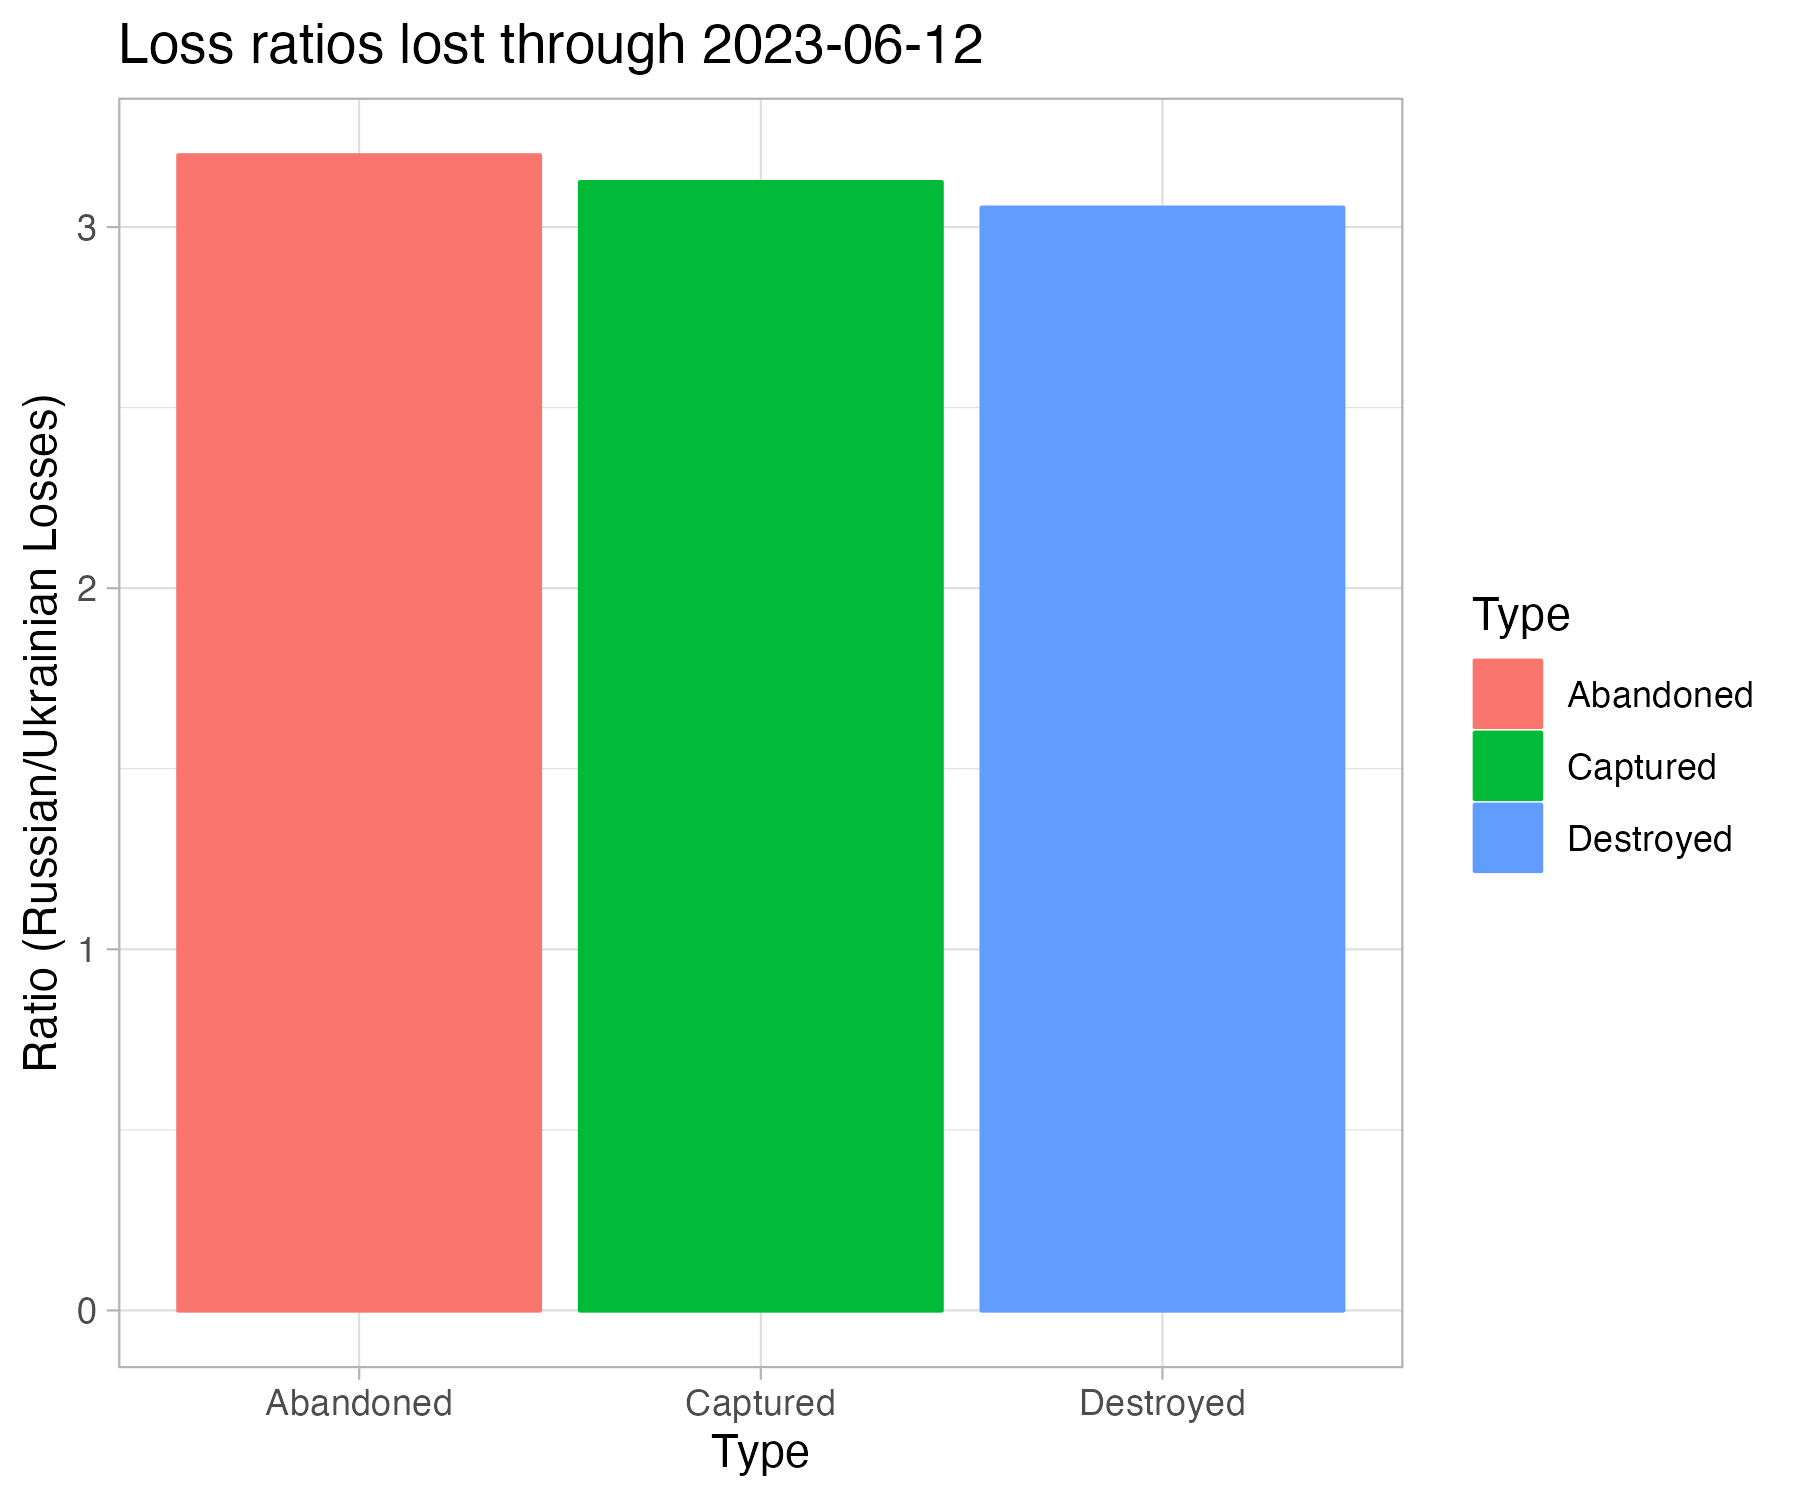 Loss ratios lost through 2023-06-12
Ratio (Russian/Ukrainian Losses)
3
2
1
0
Abandoned
Captured
Destroyed
Type
Type
Abandoned
Captured
Destroyed